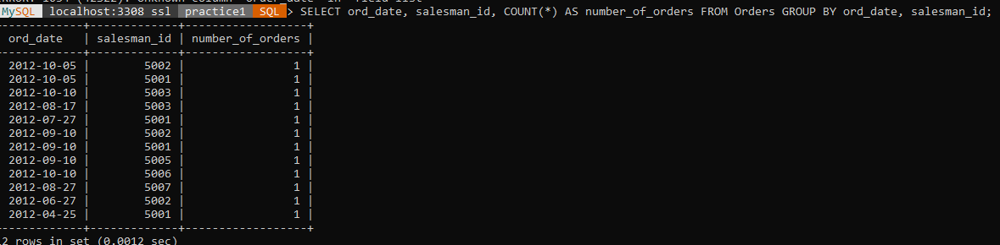 MySQL localhost:3308 ssl practice1 SQL > SELECT ord_date, salesman_id, COUNT(*) AS number_of_orders FROM Orders GROUP BY ord_date, salesman_id;
------------+-------------+------------------+
ord_date | salesman_id | number_of_orders |
------------+-------------+------------------+
2012-10-05 | 5002 | 1 |
2012-10-05 | 5001 | 1 |
2012-10-10 | 5003 | 1 |
2012-08-17 | 5003 | 1 |
2012-07-27 | 5001 | 1 |
2012-09-10 | 5002 | 1 |
2012-09-10 | 5001 | 1 |
2012-09-10 | 5005 | 1 |
2012-10-10 | 5006 | 1 |
2012-08-27 | 5007 | 1 |
2012-06-27 | 5002 | 1 |
2012-04-25 | 5001 | 1 |
------------+-------------+------------------+
2 rows in set (0.0012 sec)